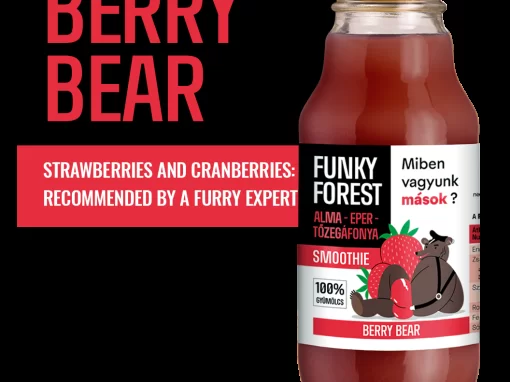 BERRY
BEAR
STRAWBERRIES AND CRANBERRIES:
RECOMMENDED BY A FURRY EXPERT
FUNKY
FOREST
ALMA - EPER -
TŐZEGÁFONYA
SMOOTHIE
100%
GYÜMÖLCS
BERRY BEAR
Miben
vagyunk
mások ?